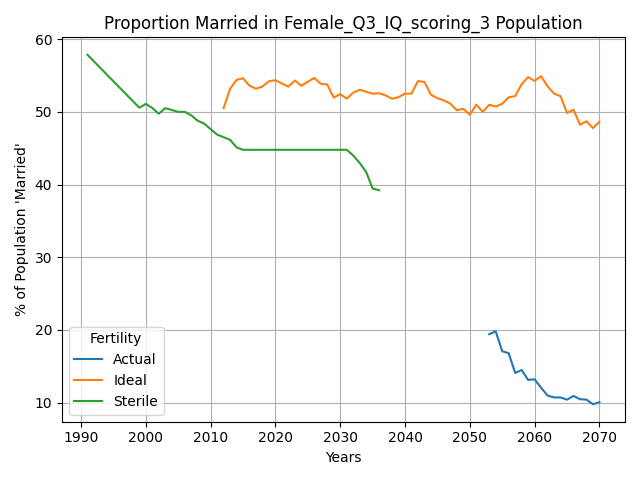 Proportion Married in Female_Q3_IQ_scoring_3 Population
% of Population 'Married'
60
50
40
30
20
10
Fertility
Actual
Ideal
Sterile
1990 2000 2010 2020 2030 2040 2050 2060 2070
Years